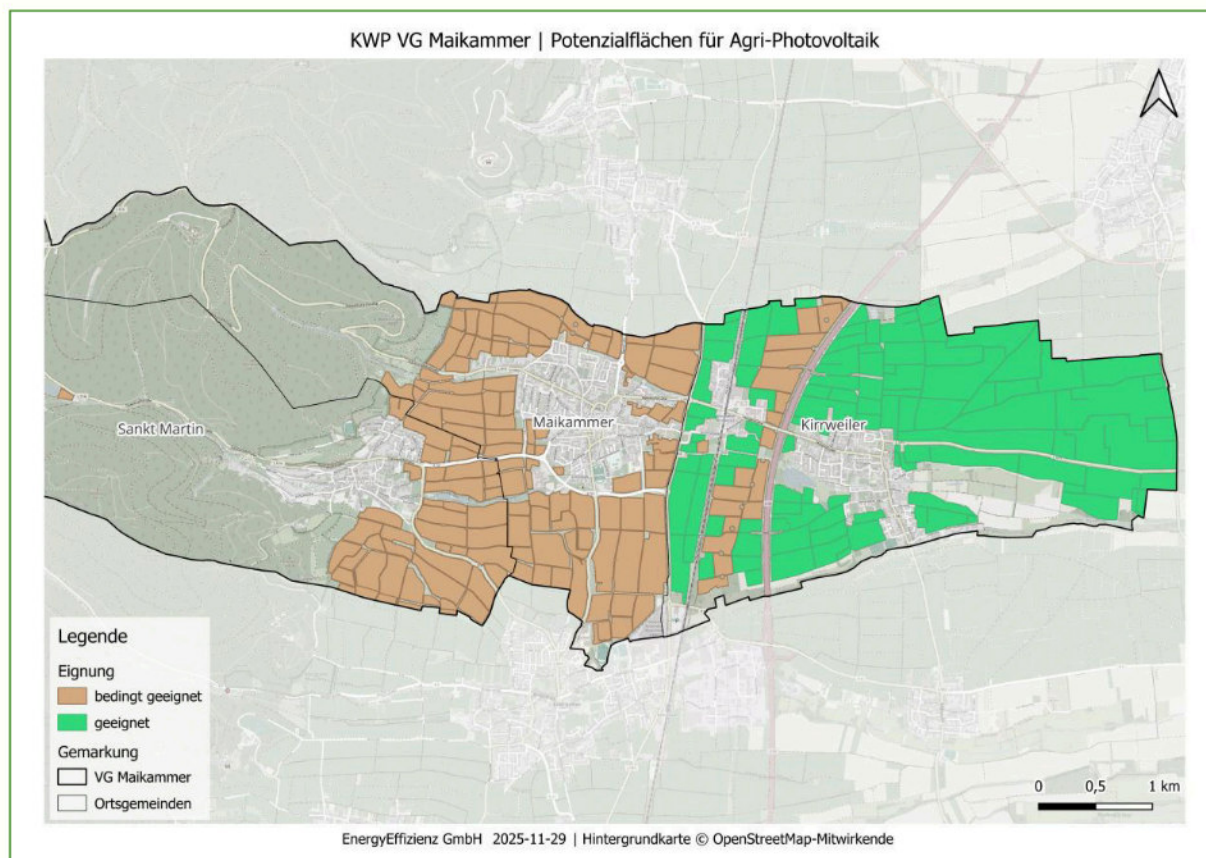 KWP VG Maikammer | Potenzialflächen für Agri-Photovoltaik
Sankt Martin
Maikammer
Kirrweiler
Legende
Eignung
bedingt geeignet
geeignet
Gemarkung
VG Maikammer
Ortsgemeinden
0 0,5 1 km
EnergyEffizienz GmbH 2025-11-29 | Hintergrundkarte © OpenStreetMap-Mitwirkende